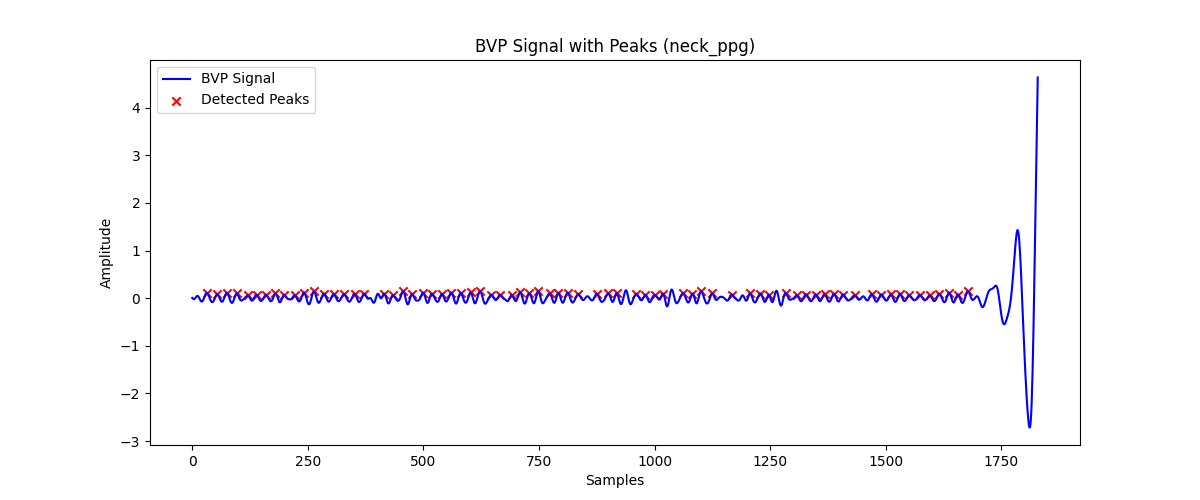 BVP Signal with Peaks (neck_ppg)
BVP Signal
Detected Peaks
Amplitude
4
3
2
1
0
−1
−2
−3
0 250 500 750 1000 1250 1500 1750
Samples